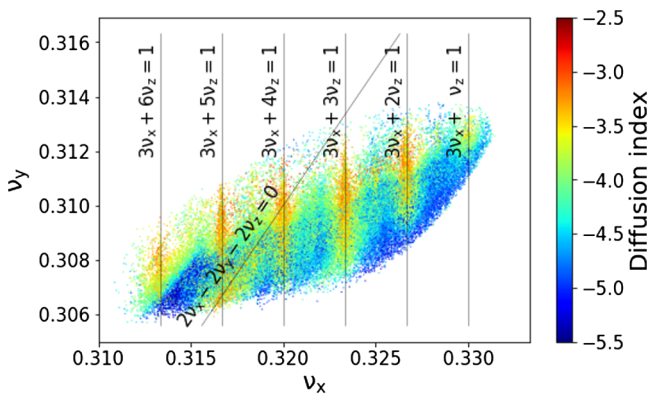 0.316
0.314
0.312
0.310
0.308
0.306
νy
0.310
0.315
0.320
0.325
0.330
νx
3νx + 6νz = 1
3νx + 5νz = 1
3νx + 4νz = 1
3νx + 3νz = 1
3νx + 2νz = 1
3νx + νz = 1
2νx − 2νy − 2νz = 0
−2.5
−3.0
−3.5
−4.0
−4.5
−5.0
−5.5
Diffusion index